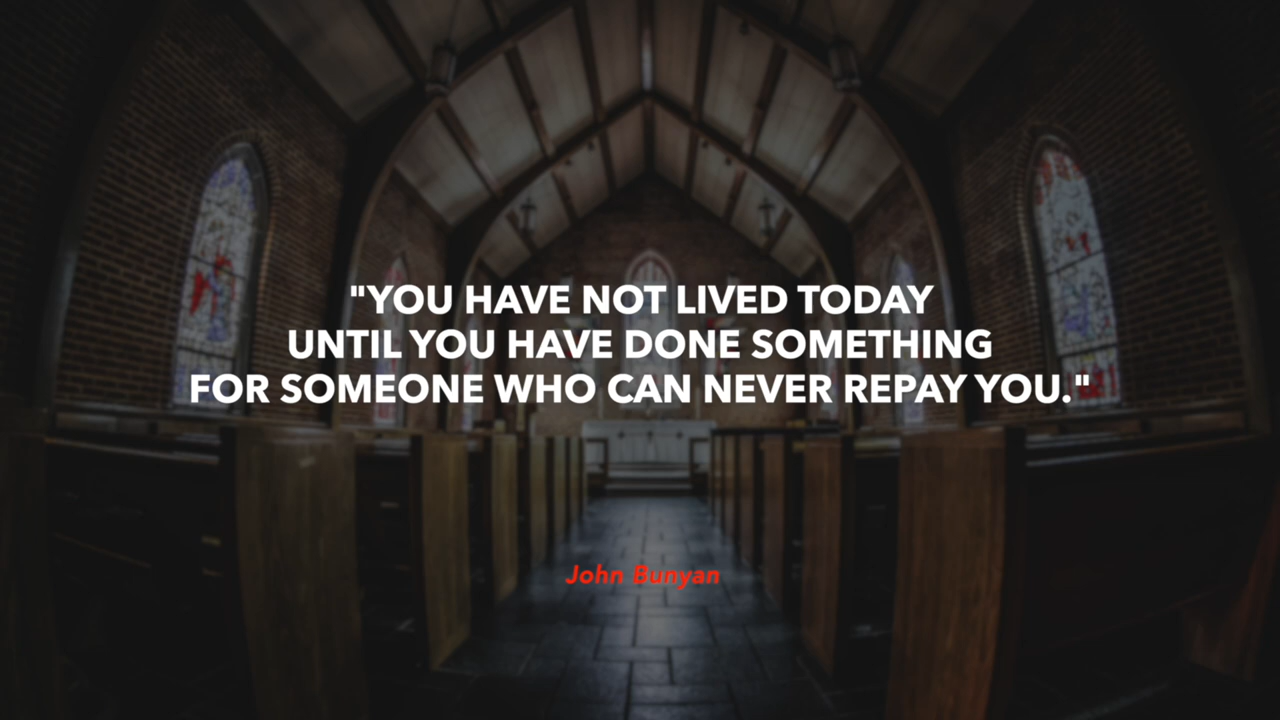 "YOU HAVE NOT LIVED TODAY
UNTIL YOU HAVE DONE SOMETHING
FOR SOMEONE WHO CAN NEVER REPAY YOU."
John Bunyan